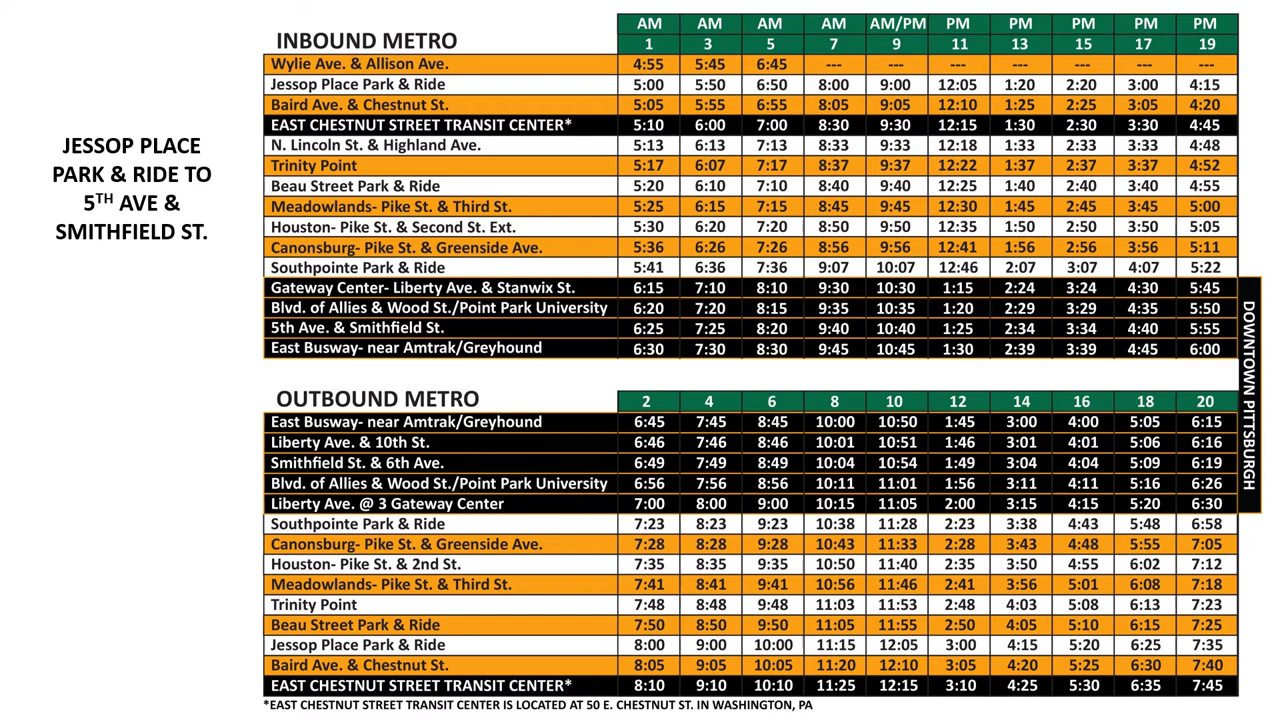 JESSOP PLACE
PARK & RIDE TO
5TH AVE &
SMITHFIELD ST.
AM AM AM AM AM/PM PM PM PM PM PM
INBOUND METRO 1 3 5 7 9 11 13 15 17 19
Wylie Ave. & Allison Ave. 4:55 5:45 6:45 --- --- --- --- --- --- ---
Jessop Place Park & Ride 5:00 5:50 6:50 8:00 9:00 12:05 1:20 2:20 3:00 4:15
Baird Ave. & Chestnut St. 5:05 5:55 6:55 8:05 9:05 12:10 1:25 2:25 3:05 4:20
EAST CHESTNUT STREET TRANSIT CENTER* 5:10 6:00 7:00 8:30 9:30 12:15 1:30 2:30 3:30 4:45
N. Lincoln St. & Highland Ave. 5:13 6:13 7:13 8:33 9:33 12:18 1:33 2:33 3:33 4:48
Trinity Point 5:17 6:07 7:17 8:37 9:37 12:22 1:37 2:37 3:37 4:52
Beau Street Park & Ride 5:20 6:10 7:10 8:40 9:40 12:25 1:40 2:40 3:40 4:55
Meadowlands- Pike St. & Third St. 5:25 6:15 7:15 8:45 9:45 12:30 1:45 2:45 3:45 5:00
Houston- Pike St. & Second St. Ext. 5:30 6:20 7:20 8:50 9:50 12:35 1:50 2:50 3:50 5:05
Canonsburg- Pike St. & Greenside Ave. 5:36 6:26 7:26 8:56 9:56 12:41 1:56 2:56 3:56 5:11
Southpointe Park & Ride 5:41 6:36 7:36 9:07 10:07 12:46 2:07 3:07 4:07 5:22
Gateway Center- Liberty Ave. & Stanwix St. 6:15 7:10 8:10 9:30 10:30 1:15 2:24 3:24 4:30 5:45
Blvd. of Allies & Wood St./Point Park University 6:20 7:20 8:15 9:35 10:35 1:20 2:29 3:29 4:35 5:50
5th Ave. & Smithfield St. 6:25 7:25 8:20 9:40 10:40 1:25 2:34 3:34 4:40 5:55
East Busway- near Amtrak/Greyhound 6:30 7:30 8:30 9:45 10:45 1:30 2:39 3:39 4:45 6:00
DOWNTOWN PITTSBURGH
OUTBOUND METRO 2 4 6 8 10 12 14 16 18 20
East Busway- near Amtrak/Greyhound 6:45 7:45 8:45 10:00 10:50 1:45 3:00 4:00 5:05 6:15
Liberty Ave. & 10th St. 6:46 7:46 8:46 10:01 10:51 1:46 3:01 4:01 5:06 6:16
Smithfield St. & 6th Ave. 6:49 7:49 8:49 10:04 10:54 1:49 3:04 4:04 5:09 6:19
Blvd. of Allies & Wood St./Point Park University 6:56 7:56 8:56 10:11 11:01 1:56 3:11 4:11 5:16 6:26
Liberty Ave. @ 3 Gateway Center 7:00 8:00 9:00 10:15 11:05 2:00 3:15 4:15 5:20 6:30
Southpointe Park & Ride 7:23 8:23 9:23 10:38 11:28 2:23 3:38 4:43 5:48 6:58
Canonsburg- Pike St. & Greenside Ave. 7:28 8:28 9:28 10:43 11:33 2:28 3:43 4:48 5:55 7:05
Houston- Pike St. & 2nd St. 7:35 8:35 9:35 10:50 11:40 2:35 3:50 4:55 6:02 7:12
Meadowlands- Pike St. & Third St. 7:41 8:41 9:41 10:56 11:46 2:41 3:56 5:01 6:08 7:18
Trinity Point 7:48 8:48 9:48 11:03 11:53 2:48 4:03 5:08 6:13 7:23
Beau Street Park & Ride 7:50 8:50 9:50 11:05 11:55 2:50 4:05 5:10 6:15 7:25
Jessop Place Park & Ride 8:00 9:00 10:00 11:15 12:05 3:00 4:15 5:20 6:25 7:35
Baird Ave. & Chestnut St. 8:05 9:05 10:05 11:20 12:10 3:05 4:20 5:25 6:30 7:40
EAST CHESTNUT STREET TRANSIT CENTER* 8:10 9:10 10:10 11:25 12:15 3:10 4:25 5:30 6:35 7:45
*EAST CHESTNUT STREET TRANSIT CENTER IS LOCATED AT 50 E. CHESTNUT ST. IN WASHINGTON, PA